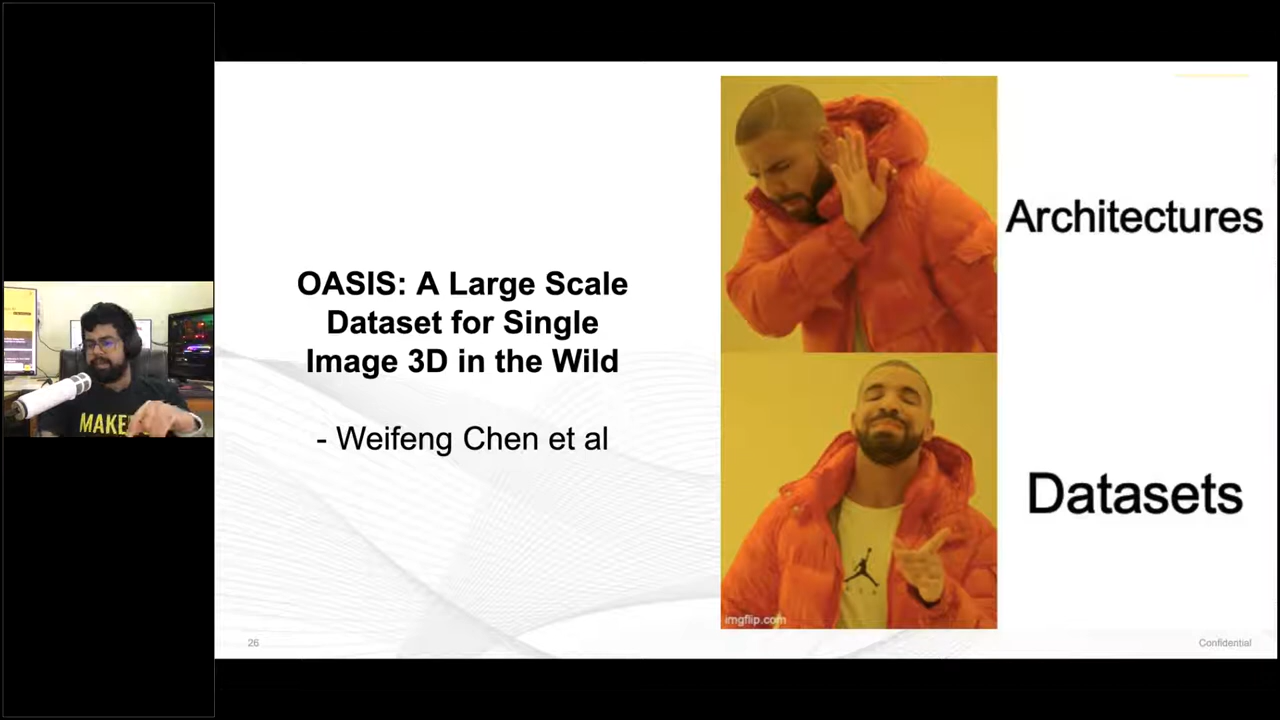 OASIS: A Large Scale
Dataset for Single
Image 3D in the Wild
- Weifeng Chen et al
Architectures
Datasets
imgflip.com
MAKE
26
Confidential